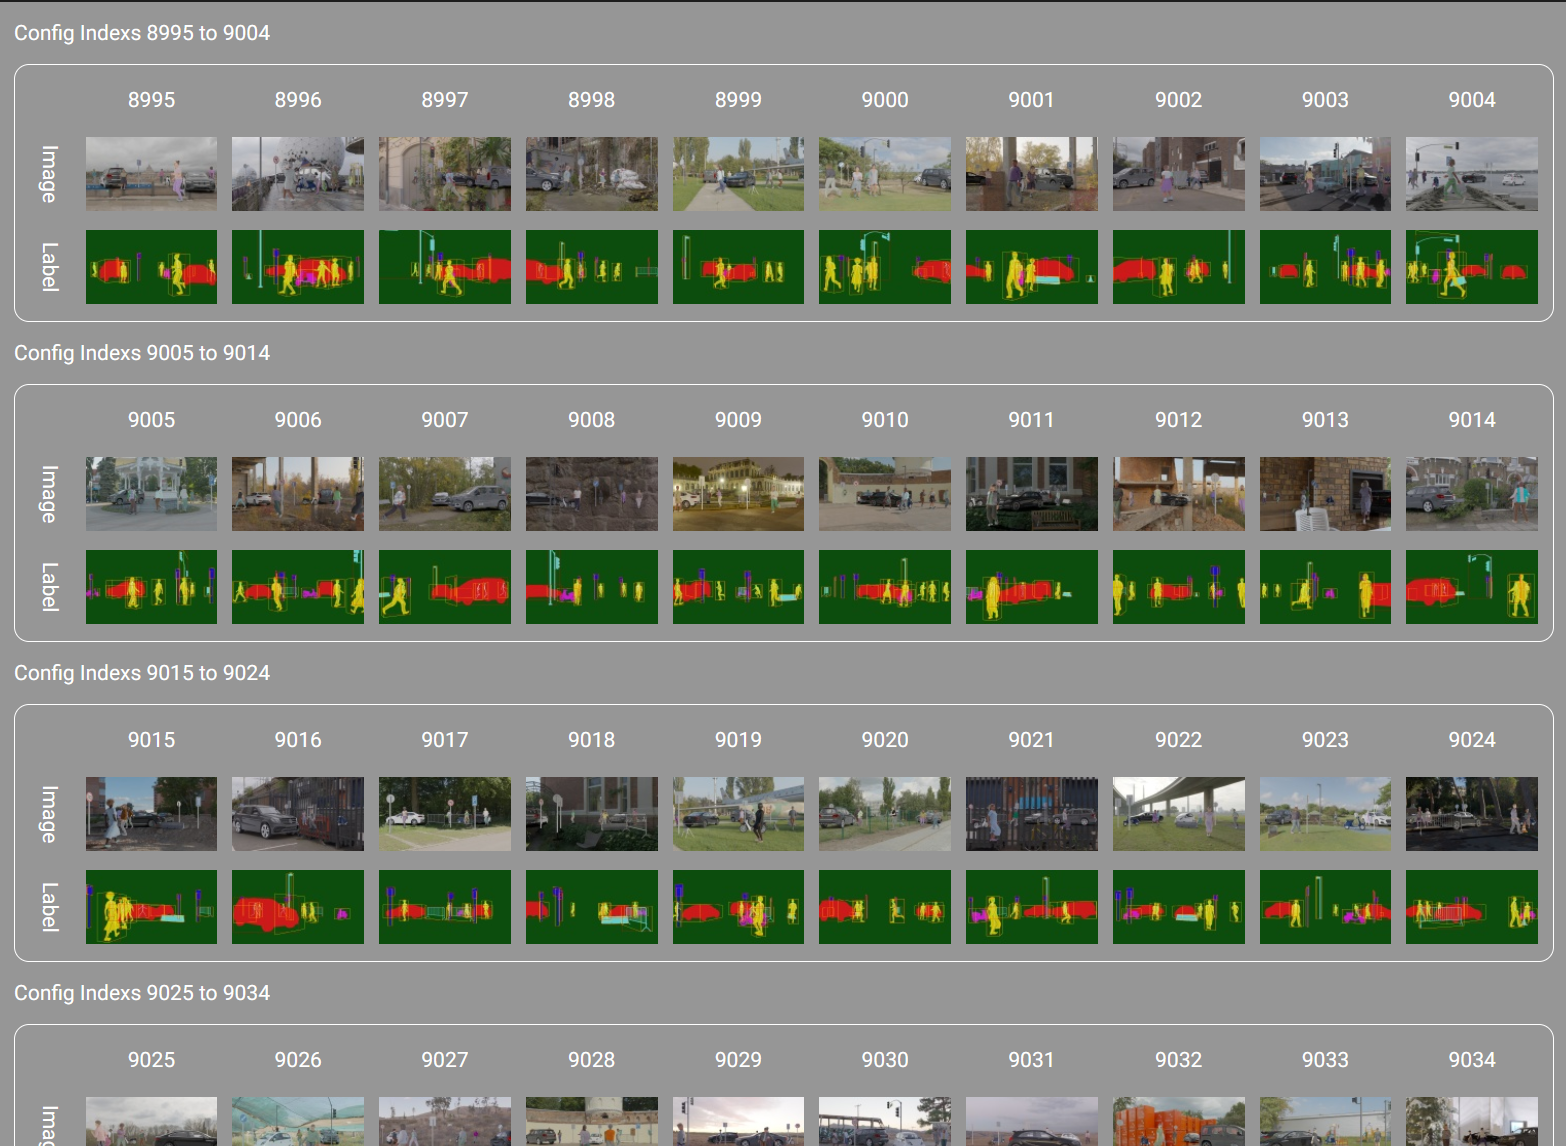 Config Indexs 8995 to 9004
8995 8996 8997 8998 8999 9000 9001 9002 9003 9004
Image
Label
Config Indexs 9005 to 9014
9005 9006 9007 9008 9009 9010 9011 9012 9013 9014
Image
Label
Config Indexs 9015 to 9024
9015 9016 9017 9018 9019 9020 9021 9022 9023 9024
Image
Label
Config Indexs 9025 to 9034
9025 9026 9027 9028 9029 9030 9031 9032 9033 9034
Imag